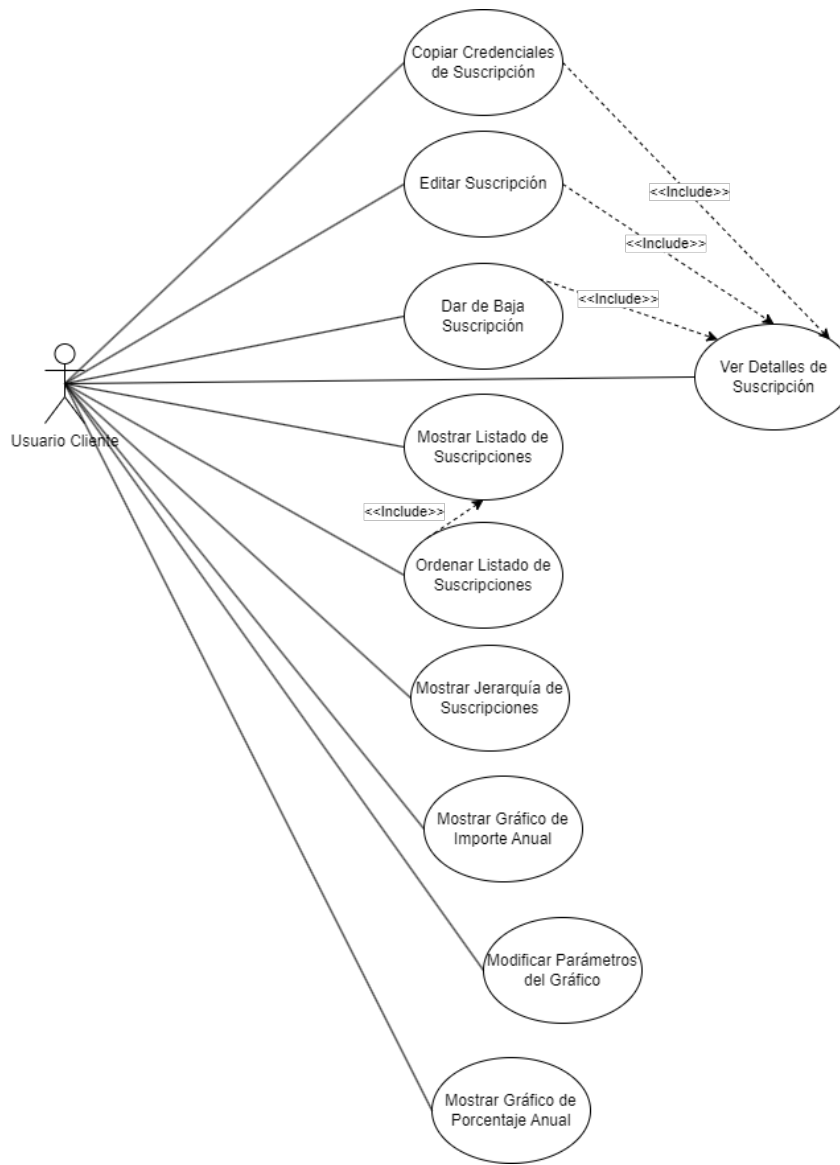 Copiar Credenciales
de Suscripción
Editar Suscripción
<<Include>>
<<Include>>
<<Include>>
Dar de Baja
Suscripción
Ver Detalles de
Suscripción
Usuario Cliente
Mostrar Listado de
Suscripciones
<<Include>>
Ordenar Listado de
Suscripciones
Mostrar Jerarquía de
Suscripciones
Mostrar Gráfico de
Importe Anual
Modificar Parámetros
del Gráfico
Mostrar Gráfico de
Porcentaje Anual